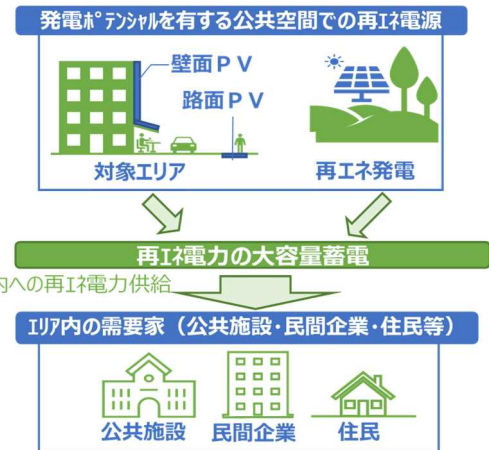 発電ポテンシャルを有する公共空間での再エネ電源
壁面PV
路面PV
対象エリア
再エネ発電
再エネ電力の大容量蓄電
内への再エネ電力供給
エリア内の需要家（公共施設・民間企業・住民等）
公共施設
民間企業
住民